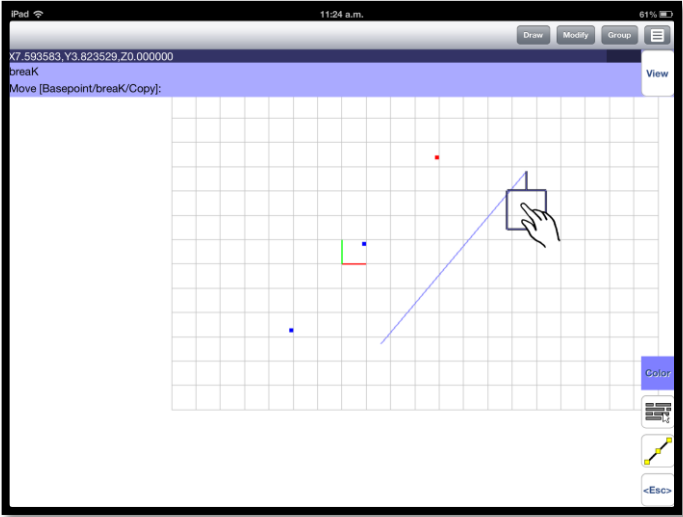 iPad 11:24 a.m. 61%
Draw Modify Group
X7.593583,Y3.823529,Z0.000000
breaK
Move [Basepoint/breaK/Copy]:
View
Color
<Esc>